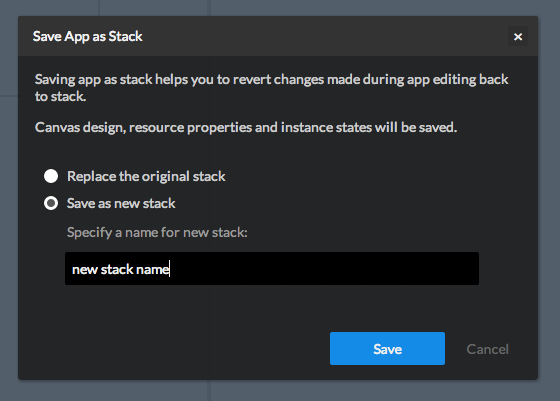 Save App as Stack
Saving app as stack helps you to revert changes made during app editing back
to stack.
Canvas design, resource properties and instance states will be saved.
Replace the original stack
Save as new stack
Specify a name for new stack:
new stack name
Save
Cancel